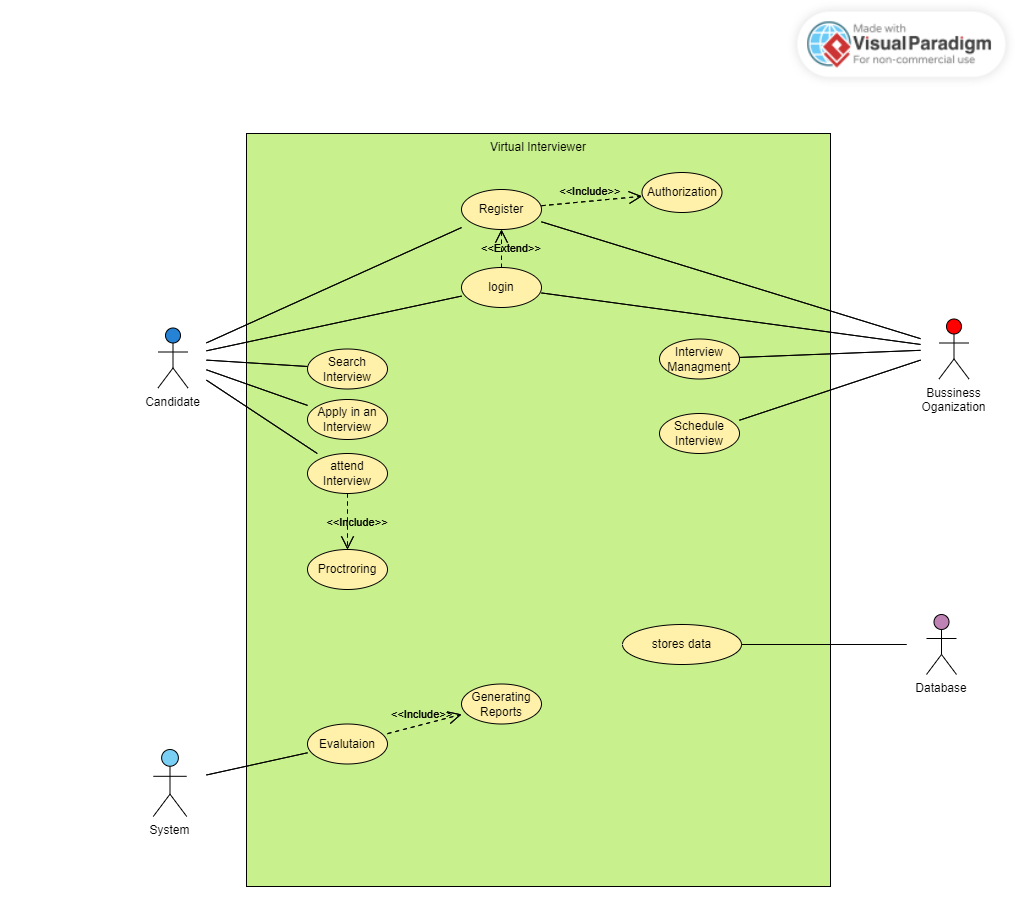 Made with
Visual Paradigm
For non-commercial use
Virtual Interviewer
<<Include>>
Authorization
Register
<<Extend>>
login
Search
Interview
Interview
Managment
Candidate
Bussiness
Oganization
Apply in an
Interview
Schedule
Interview
attend
Interview
<<Include>>
Proctroring
stores data
Database
Generating
Reports
<<Include>>
Evalutaion
System